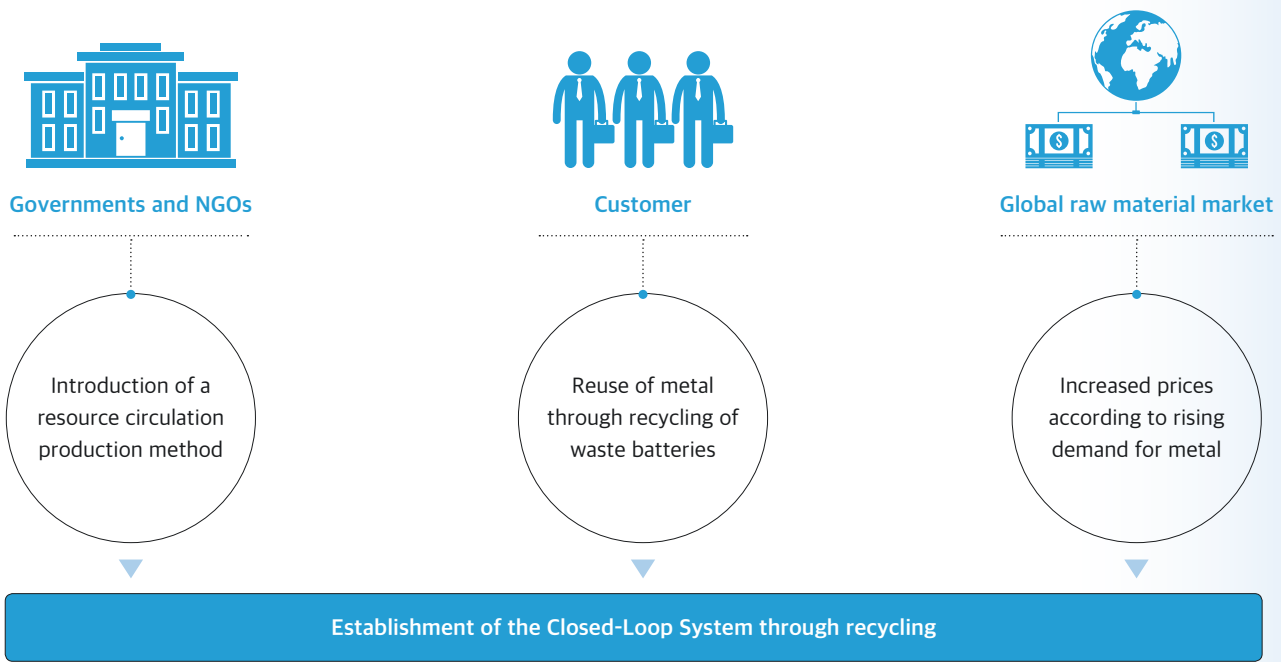 Governments and NGOs
Customer
Global raw material market
Introduction of a
resource circulation
production method
Reuse of metal
through recycling of
waste batteries
Increased prices
according to rising
demand for metal
Establishment of the Closed-Loop System through recycling